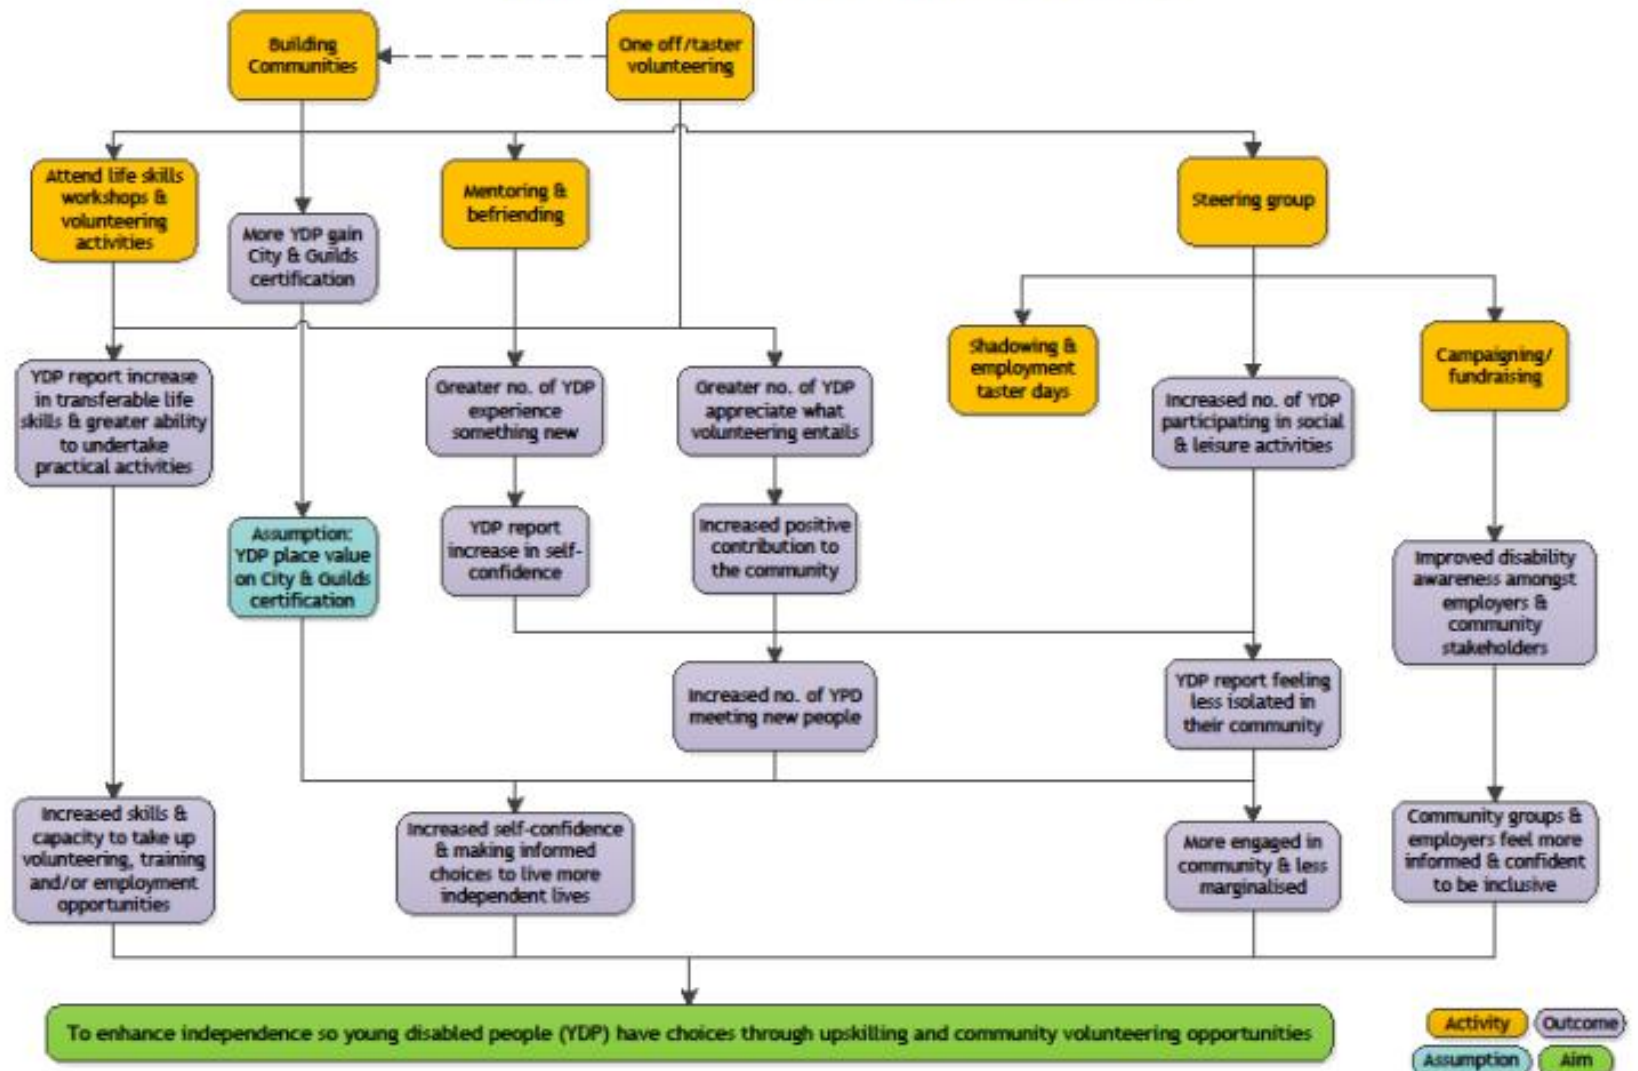 Building
Communities
One off/taster
volunteering
Attend life skills
workshops &
volunteering
activities
More YDP gain
City & Guilds
certification
Mentoring &
befriending
Steering group
YDP report increase
in transferable life
skills & greater ability
to undertake
practical activities
Greater no. of YDP
experience
something new
Greater no. of YDP
appreciate what
volunteering entails
Shadowing &
employment
taster days
Increased no. of YDP
participating in social
& leisure activities
Campaigning/
fundraising
Assumption:
YDP place value
on City & Guilds
certification
YDP report
increase in self-
confidence
Increased positive
contribution to
the community
Improved disability
awareness amongst
employers &
community
stakeholders
Increased no. of YPD
meeting new people
YDP report feeling
less isolated in
their community
Increased skills &
capacity to take up
volunteering, training
and/or employment
opportunities
Increased self-confidence
& making informed
choices to live more
independent lives
More engaged in
community & less
marginalised
Community groups &
employers feel more
informed & confident
to be inclusive
To enhance independence so young disabled people (YDP) have choices through upskilling and community volunteering opportunities
Activity
Outcome
Assumption
Aim